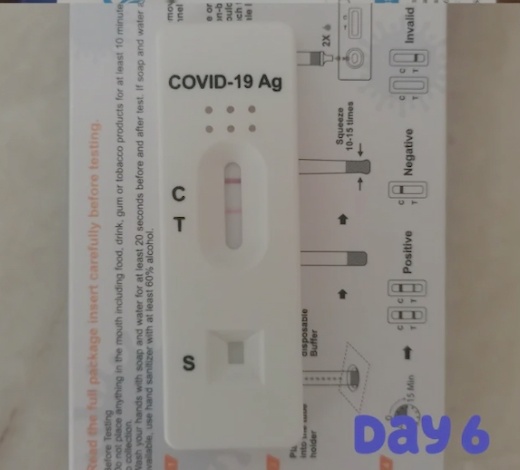 COVID-19 Ag
C
T
S
Read the full package insert carefully before testing.
Before Testing
Do not place anything in the mouth including food, drink, gum or tobacco products for at least 10 minute
Wash your hands with soap and water for at least 20 seconds before and after test. If soap and water
available, use hand sanitizer with at least 60% alcohol.
2X
Squeeze
10-15 times
disposable
Buffer
holder
15 Min
Positive
C T
C T
Negative
C T
Invalid
C T
C T
Day 6